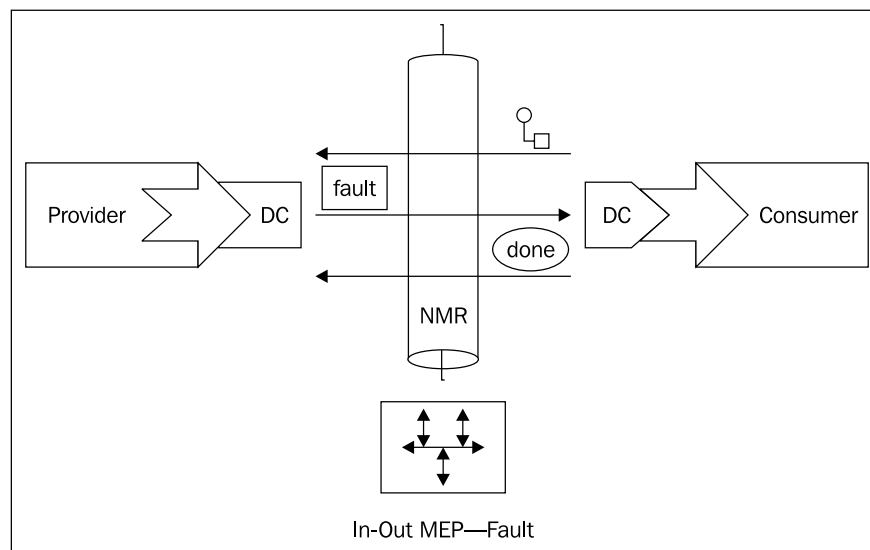 fault
Provider
DC
DC
Consumer
done
NMR
In-Out MEP—Fault